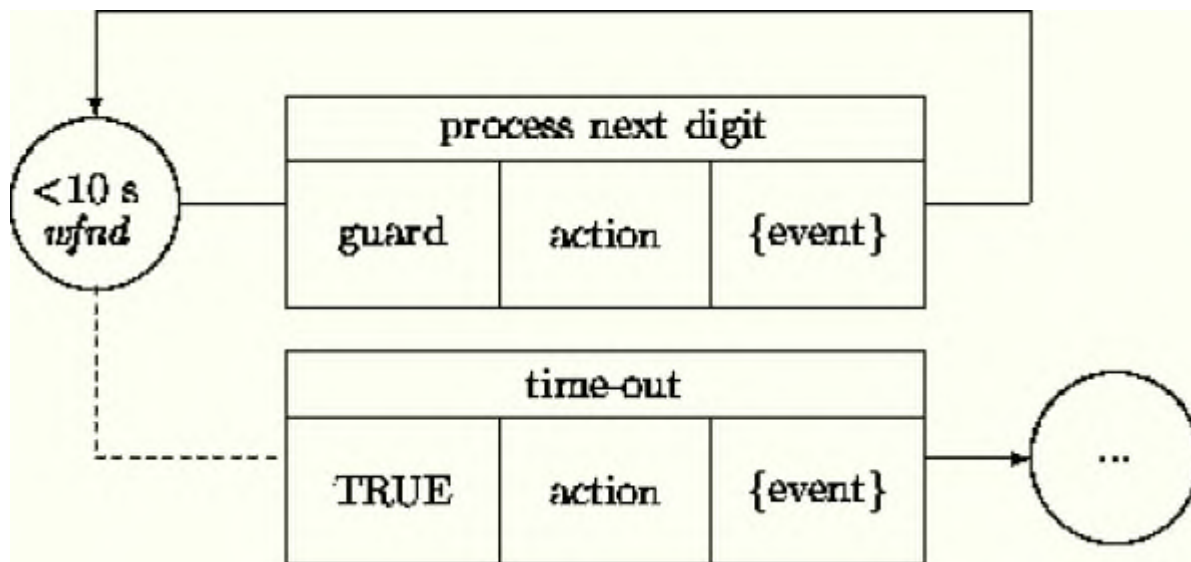 process next digit
<10 s
wfnd
guard action {event}
time-out
TRUE action {event}
...